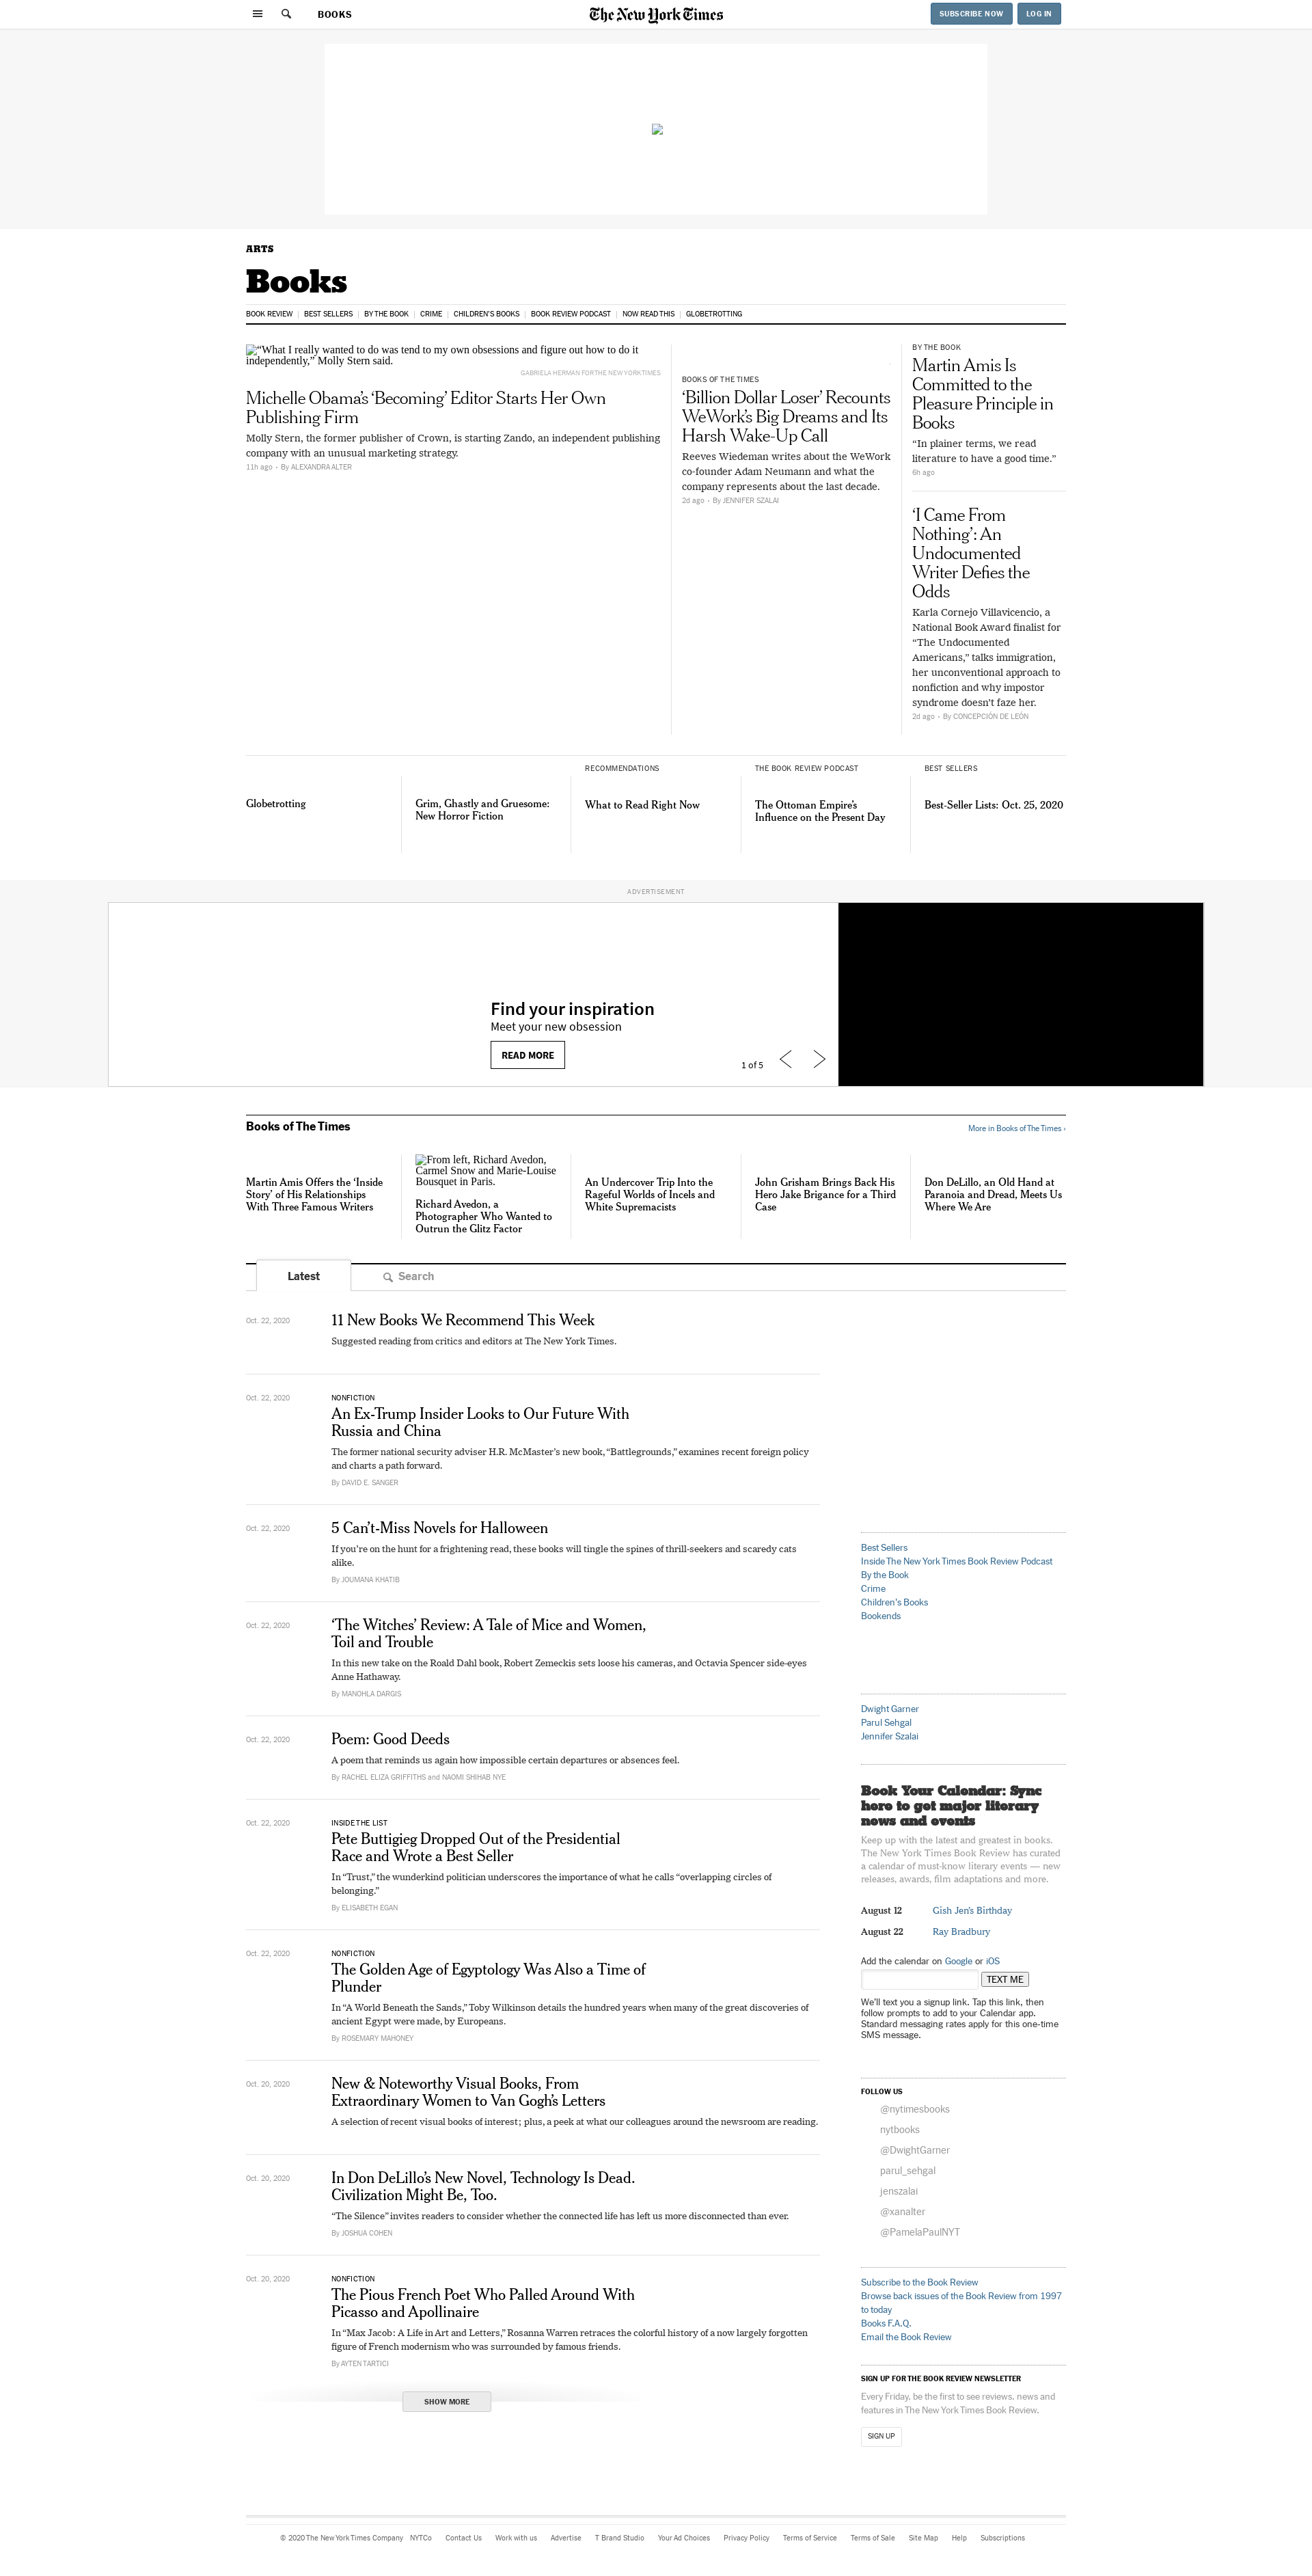 BOOKS
The New York Times
SUBSCRIBE NOW
LOG IN
ARTS
Books
BOOK REVIEW
BEST SELLERS
BY THE BOOK
CRIME
CHILDREN'S BOOKS
BOOK REVIEW PODCAST
NOW READ THIS
GLOBETROTTING
“What I really wanted to do was tend to my own obsessions and figure out how to do it
independently,” Molly Stern said.
GABRIELA HERMAN FOR THE NEW YORK TIMES
Michelle Obama’s ‘Becoming’ Editor Starts Her Own
Publishing Firm
Molly Stern, the former publisher of Crown, is starting Zando, an independent publishing
company with an unusual marketing strategy.
11h ago • By ALEXANDRA ALTER
BOOKS OF THE TIMES
‘Billion Dollar Loser’ Recounts
WeWork’s Big Dreams and Its
Harsh Wake-Up Call
Reeves Wiedeman writes about the WeWork
co-founder Adam Neumann and what the
company represents about the last decade.
2d ago • By JENNIFER SZALAI
BY THE BOOK
Martin Amis Is
Committed to the
Pleasure Principle in
Books
“In plainer terms, we read
literature to have a good time.”
6h ago
‘I Came From
Nothing’: An
Undocumented
Writer Defies the
Odds
Karla Cornejo Villavicencio, a
National Book Award finalist for
“The Undocumented
Americans,” talks immigration,
her unconventional approach to
nonfiction and why impostor
syndrome doesn’t faze her.
2d ago • By CONCEPCIÓN DE LEÓN
Globetrotting
Grim, Ghastly and Gruesome:
New Horror Fiction
RECOMMENDATIONS
What to Read Right Now
THE BOOK REVIEW PODCAST
The Ottoman Empire’s
Influence on the Present Day
BEST SELLERS
Best-Seller Lists: Oct. 25, 2020
ADVERTISEMENT
Find your inspiration
Meet your new obsession
READ MORE
1 of 5
Books of The Times
More in Books of The Times ›
Martin Amis Offers the ‘Inside
Story’ of His Relationships
With Three Famous Writers
From left, Richard Avedon,
Carmel Snow and Marie-Louise
Bousquet in Paris.
Richard Avedon, a
Photographer Who Wanted to
Outrun the Glitz Factor
An Undercover Trip Into the
Rageful Worlds of Incels and
White Supremacists
John Grisham Brings Back His
Hero Jake Brigance for a Third
Case
Don DeLillo, an Old Hand at
Paranoia and Dread, Meets Us
Where We Are
Latest
Search
Oct. 22, 2020
11 New Books We Recommend This Week
Suggested reading from critics and editors at The New York Times.
Oct. 22, 2020
NONFICTION
An Ex-Trump Insider Looks to Our Future With
Russia and China
The former national security adviser H.R. McMaster’s new book, “Battlegrounds,” examines recent foreign policy
and charts a path forward.
By DAVID E. SANGER
Oct. 22, 2020
5 Can’t-Miss Novels for Halloween
If you’re on the hunt for a frightening read, these books will tingle the spines of thrill-seekers and scaredy cats
alike.
By JOUMANA KHATIB
Oct. 22, 2020
‘The Witches’ Review: A Tale of Mice and Women,
Toil and Trouble
In this new take on the Roald Dahl book, Robert Zemeckis sets loose his cameras, and Octavia Spencer side-eyes
Anne Hathaway.
By MANOHLA DARGIS
Oct. 22, 2020
Poem: Good Deeds
A poem that reminds us again how impossible certain departures or absences feel.
By RACHEL ELIZA GRIFFITHS and NAOMI SHIHAB NYE
Oct. 22, 2020
INSIDE THE LIST
Pete Buttigieg Dropped Out of the Presidential
Race and Wrote a Best Seller
In “Trust,” the wunderkind politician underscores the importance of what he calls “overlapping circles of
belonging.”
By ELISABETH EGAN
Oct. 22, 2020
NONFICTION
The Golden Age of Egyptology Was Also a Time of
Plunder
In “A World Beneath the Sands,” Toby Wilkinson details the hundred years when many of the great discoveries of
ancient Egypt were made, by Europeans.
By ROSEMARY MAHONEY
Oct. 20, 2020
New & Noteworthy Visual Books, From
Extraordinary Women to Van Gogh’s Letters
A selection of recent visual books of interest; plus, a peek at what our colleagues around the newsroom are reading.
Oct. 20, 2020
In Don DeLillo’s New Novel, Technology Is Dead.
Civilization Might Be, Too.
“The Silence” invites readers to consider whether the connected life has left us more disconnected than ever.
By JOSHUA COHEN
Oct. 20, 2020
NONFICTION
The Pious French Poet Who Palled Around With
Picasso and Apollinaire
In “Max Jacob: A Life in Art and Letters,” Rosanna Warren retraces the colorful history of a now largely forgotten
figure of French modernism who was surrounded by famous friends.
By AYTEN TARTICI
SHOW MORE
Best Sellers
Inside The New York Times Book Review Podcast
By the Book
Crime
Children’s Books
Bookends
Dwight Garner
Parul Sehgal
Jennifer Szalai
Book Your Calendar: Sync
here to get major literary
news and events
Keep up with the latest and greatest in books.
The New York Times Book Review has curated
a calendar of must-know literary events — new
releases, awards, film adaptations and more.
August 12 Gish Jen’s Birthday
August 22 Ray Bradbury
Add the calendar on Google or iOS
TEXT ME
We’ll text you a signup link. Tap this link, then
follow prompts to add to your Calendar app.
Standard messaging rates apply for this one-time
SMS message.
FOLLOW US
@nytimesbooks
nytbooks
@DwightGarner
parul_sehgal
jenszalai
@xanalter
@PamelaPaulNYT
Subscribe to the Book Review
Browse back issues of the Book Review from 1997
to today
Books F.A.Q.
Email the Book Review
SIGN UP FOR THE BOOK REVIEW NEWSLETTER
Every Friday, be the first to see reviews, news and
features in The New York Times Book Review.
SIGN UP
© 2020 The New York Times Company NYTCo Contact Us Work with us Advertise T Brand Studio Your Ad Choices Privacy Policy Terms of Service Terms of Sale Site Map Help Subscriptions